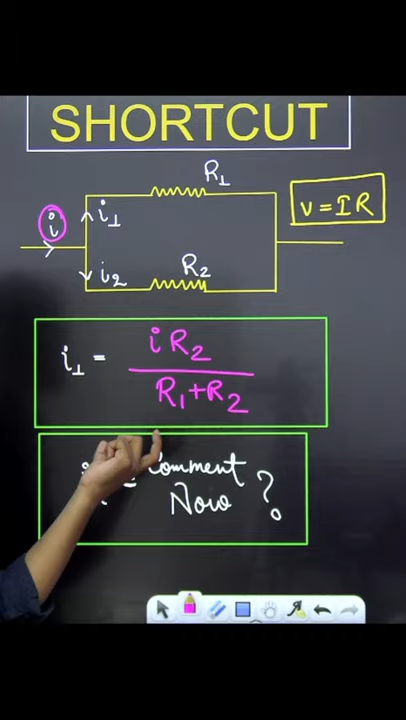 SHORTCUT
R₁
i
i₁
V = IR
i₂
R₂
i₁ = iR₂ / R₁+R₂
= Comment
Now ?